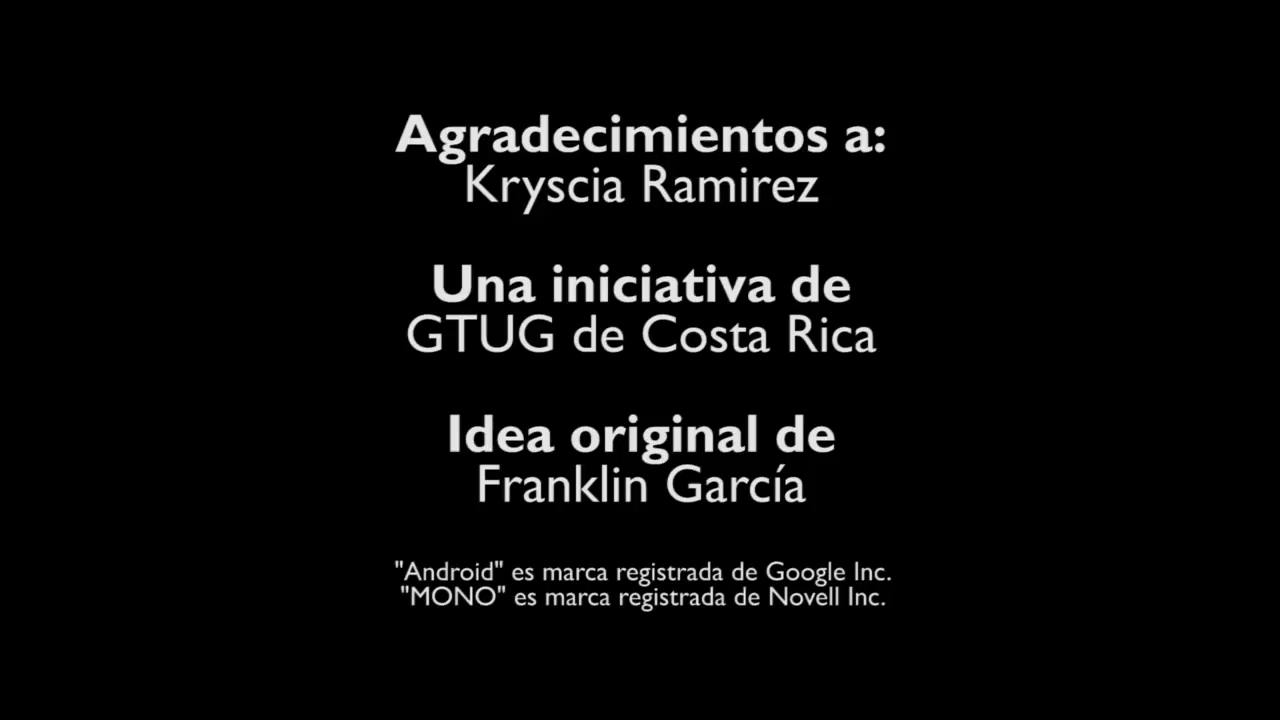 Agradecimientos a:
Kryscia Ramirez
Una iniciativa de
GTUG de Costa Rica
Idea original de
Franklin García
"Android" es marca registrada de Google Inc.
"MONO" es marca registrada de Novell Inc.